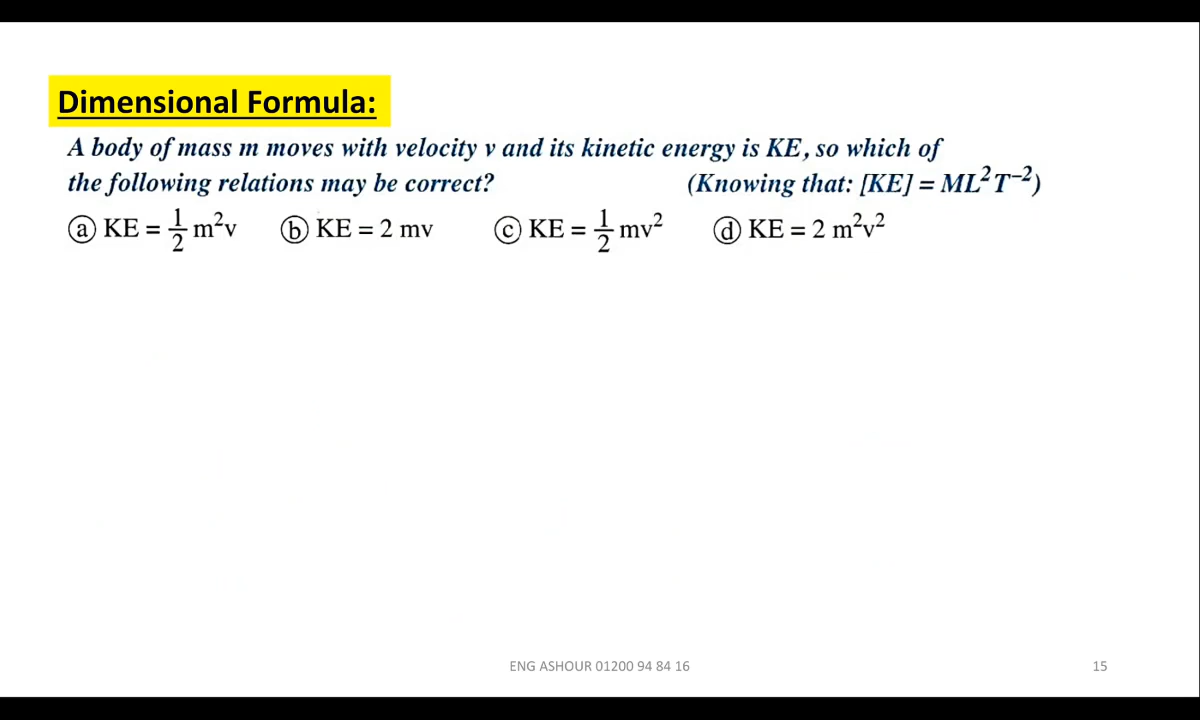 Dimensional Formula:
A body of mass m moves with velocity v and its kinetic energy is KE, so which of
the following relations may be correct? (Knowing that: [KE] = ML²T⁻²)
ⓐ KE = ½ m²v ⓑ KE = 2 mv ⓒ KE = ½ mv² ⓓ KE = 2 m²v²
ENG ASHOUR 01200 94 84 16 15